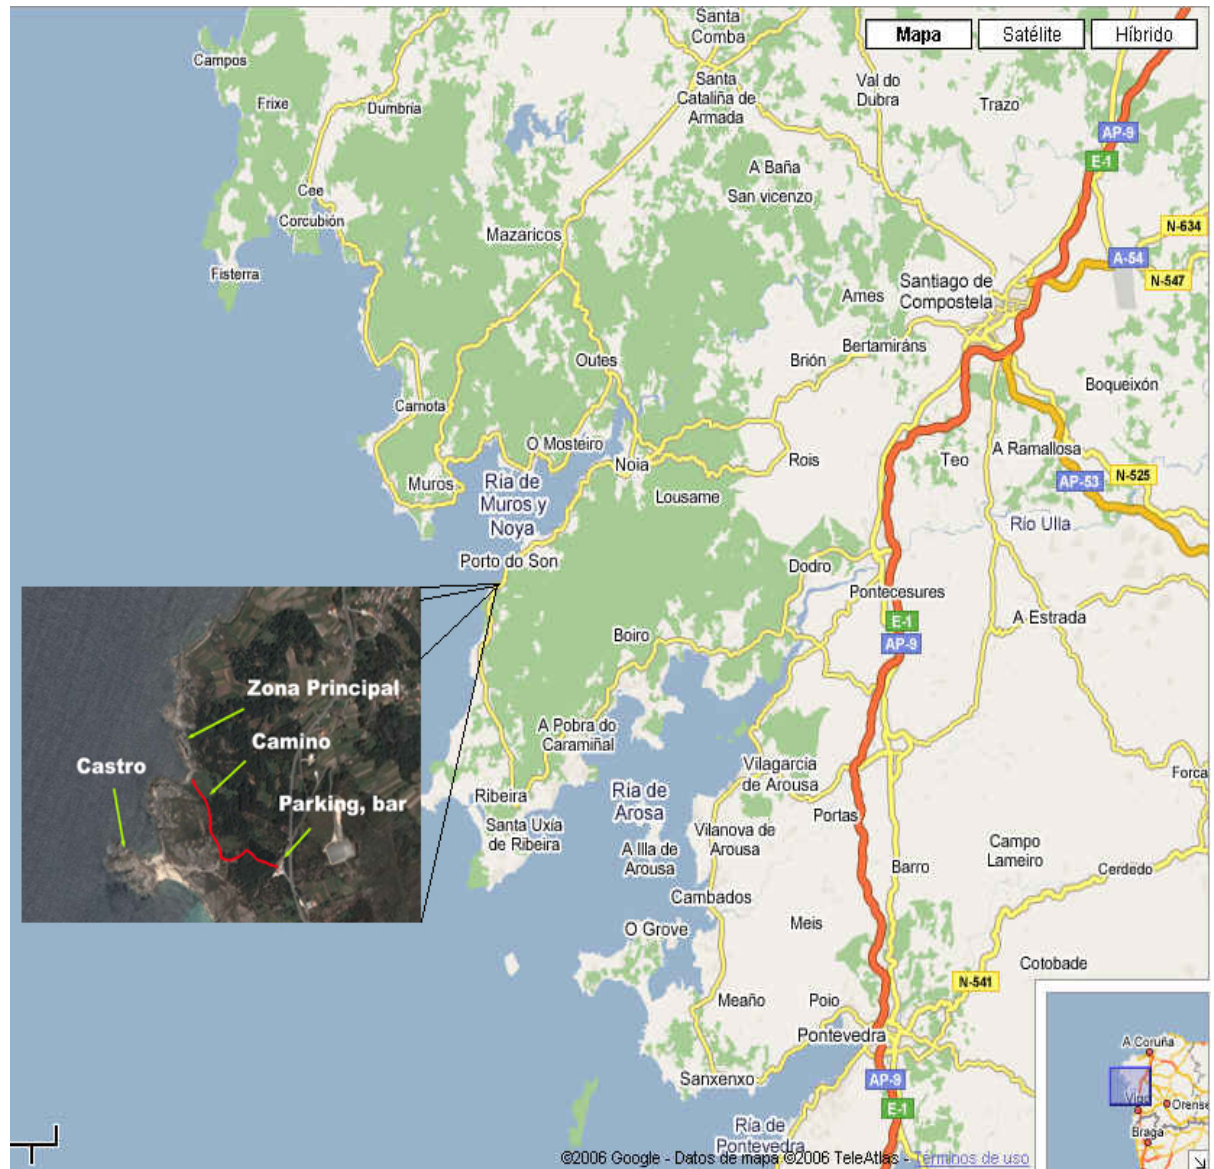 Santa
Comba
Mapa
Satélite
Híbrido
Campos
Frixe
Dumbría
Santa
Cataliña de
Armada
Val do
Dubra
Trazo
AP-9
E-1
A Baña
San vicenzo
Cee
Corcubión
Mazaricos
N-634
A-54
N-547
Fisterra
Santiago de
Compostela
Ames
Bertamiráns
Brión
Outes
Boqueixón
Carnota
O Mosteiro
Noia
Rois
Teo
A Ramallosa
Muros
Ría de
Muros y
Noya
Lousame
AP-53
N-525
Río Ulla
Porto do Son
Dodro
Pontecesures
E-1
AP-9
A Estrada
Boiro
Zona Principal
Camino
Castro
Parking, bar
A Pobra do
Caramiñal
Vilagarcia
de Arousa
Forca
Ribeira
Ría de
Arosa
Portas
Santa Uxía
de Ribeira
Vilanova de
Arousa
A Illa de
Arousa
Campo
Lameiro
Barro
Cerdedo
Cambados
O Grove
Meis
Cotobade
N-541
Meaño
Poio
Pontevedra
A Coruña
Sanxenxo
AP-9
E-1
Vigo
Orense
Braga
Ría de
Pontevedra
©2006 Google - Datos de mapa ©2006 TeleAtlas - Términos de uso